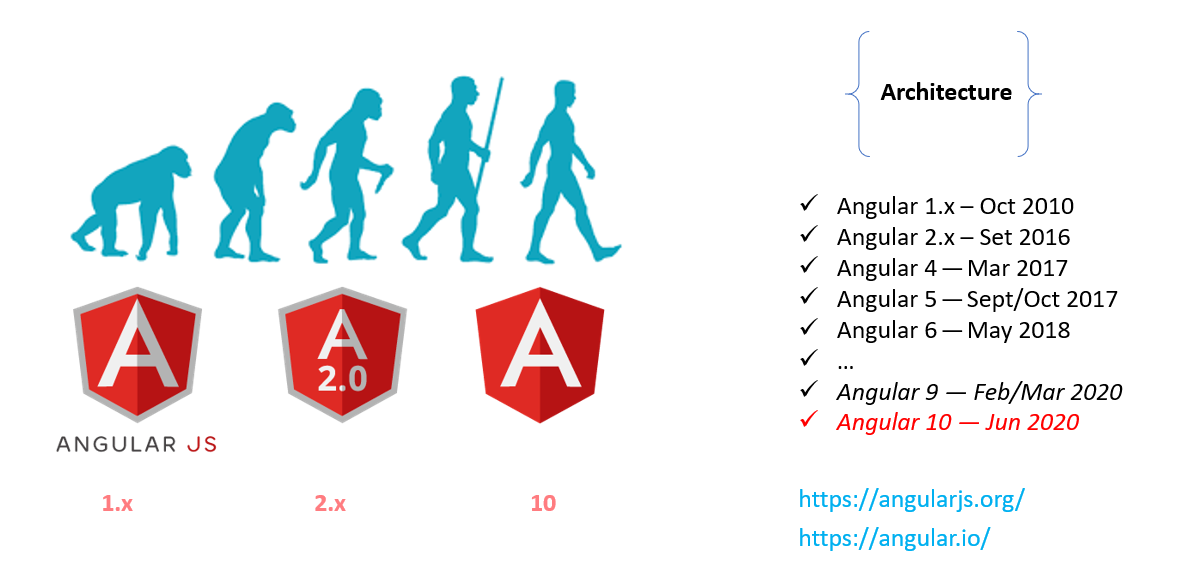 Architecture
✓ Angular 1.x – Oct 2010
✓ Angular 2.x – Set 2016
✓ Angular 4 — Mar 2017
✓ Angular 5 — Sept/Oct 2017
✓ Angular 6 — May 2018
✓ ...
✓ Angular 9 — Feb/Mar 2020
✓ Angular 10 — Jun 2020
https://angularjs.org/
https://angular.io/
A
A
2.0
A
ANGULAR JS
1.x
2.x
10